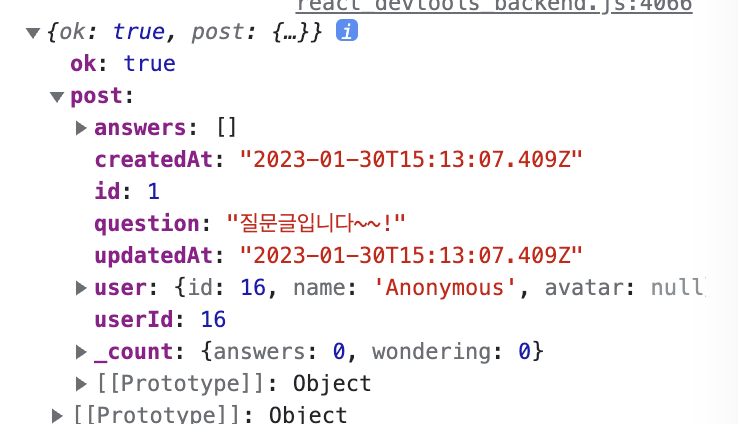 react_devtools_backend.js:4066
▼{ok: true, post: {…}} i
ok: true
▼post:
▶answers: []
createdAt: "2023-01-30T15:13:07.409Z"
id: 1
question: "질문글입니다~~!"
updatedAt: "2023-01-30T15:13:07.409Z"
▶user: {id: 16, name: 'Anonymous', avatar: null
userId: 16
▶_count: {answers: 0, wondering: 0}
▶[[Prototype]]: Object
▶[[Prototype]]: Object